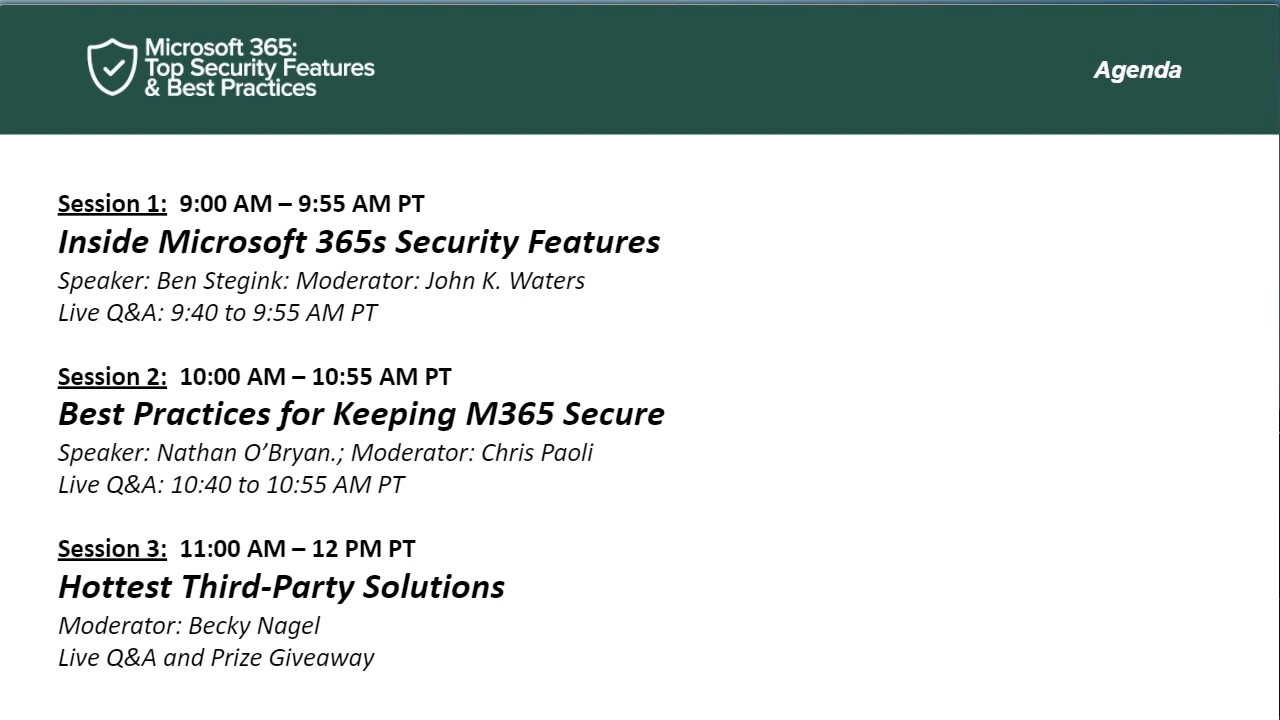 Microsoft 365:
Top Security Features
& Best Practices
Agenda
Session 1: 9:00 AM – 9:55 AM PT
Inside Microsoft 365s Security Features
Speaker: Ben Stegink: Moderator: John K. Waters
Live Q&A: 9:40 to 9:55 AM PT
Session 2: 10:00 AM – 10:55 AM PT
Best Practices for Keeping M365 Secure
Speaker: Nathan O’Bryan.; Moderator: Chris Paoli
Live Q&A: 10:40 to 10:55 AM PT
Session 3: 11:00 AM – 12 PM PT
Hottest Third-Party Solutions
Moderator: Becky Nagel
Live Q&A and Prize Giveaway